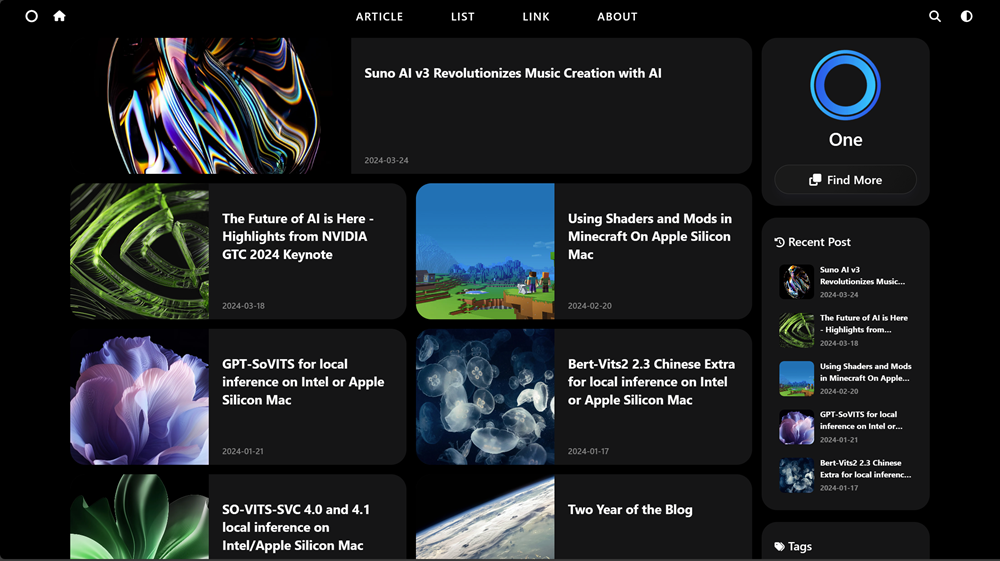 ARTICLE
LIST
LINK
ABOUT
Suno AI v3 Revolutionizes Music Creation with AI
2024-03-24
The Future of AI is Here -
Highlights from NVIDIA
GTC 2024 Keynote
2024-03-18
Using Shaders and Mods in
Minecraft On Apple Silicon
Mac
2024-02-20
GPT-SoVITS for local
inference on Intel or Apple
Silicon Mac
2024-01-21
Bert-Vits2 2.3 Chinese Extra
for local inference on Intel
or Apple Silicon Mac
2024-01-17
SO-VITS-SVC 4.0 and 4.1
local inference on
Intel/Apple Silicon Mac
Two Year of the Blog
One
Find More
Recent Post
Suno AI v3
Revolutionizes Music...
2024-03-24
The Future of AI is Here
- Highlights from...
2024-03-18
Using Shaders and Mods
in Minecraft On Apple...
2024-02-20
GPT-SoVITS for local
inference on Intel or...
2024-01-21
Bert-Vits2 2.3 Chinese
Extra for local inferenc...
2024-01-17
Tags